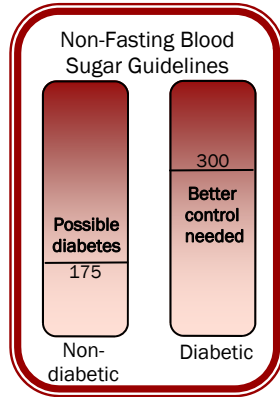 Non-Fasting Blood
Sugar Guidelines
Possible
diabetes
175
Non-
diabetic
300
Better
control
needed
Diabetic